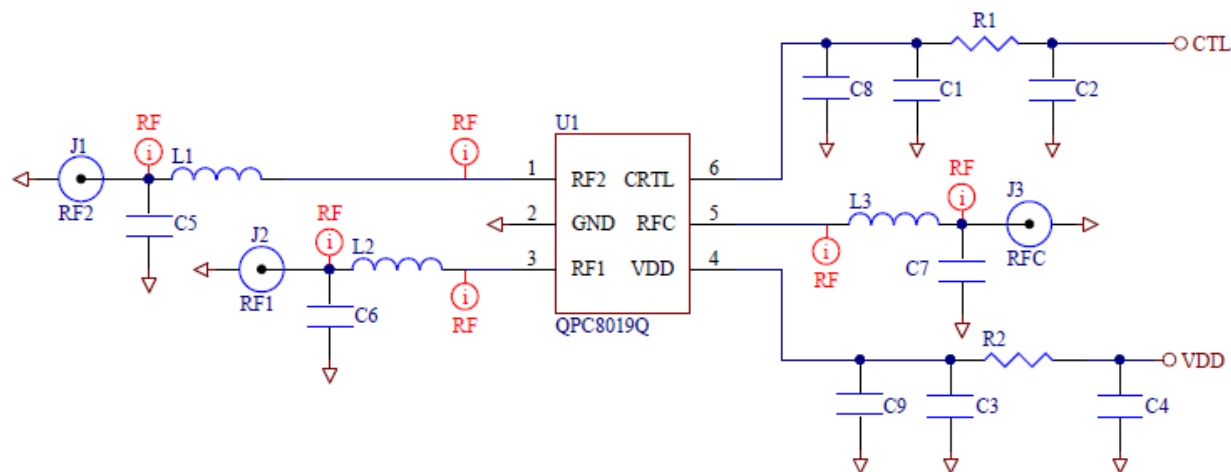 R1
CTL
C8
C1
C2
RF
RF
U1
J1
L1
1
RF2
CRTL
6
RF
J3
RF2
C5
RF
2
GND
RFC
5
L3
J2
L2
C7
RFC
3
RF1
VDD
4
RF
RF1
C6
RF
QPC8019Q
R2
VDD
C9
C3
C4
i
i
i
i
i
i